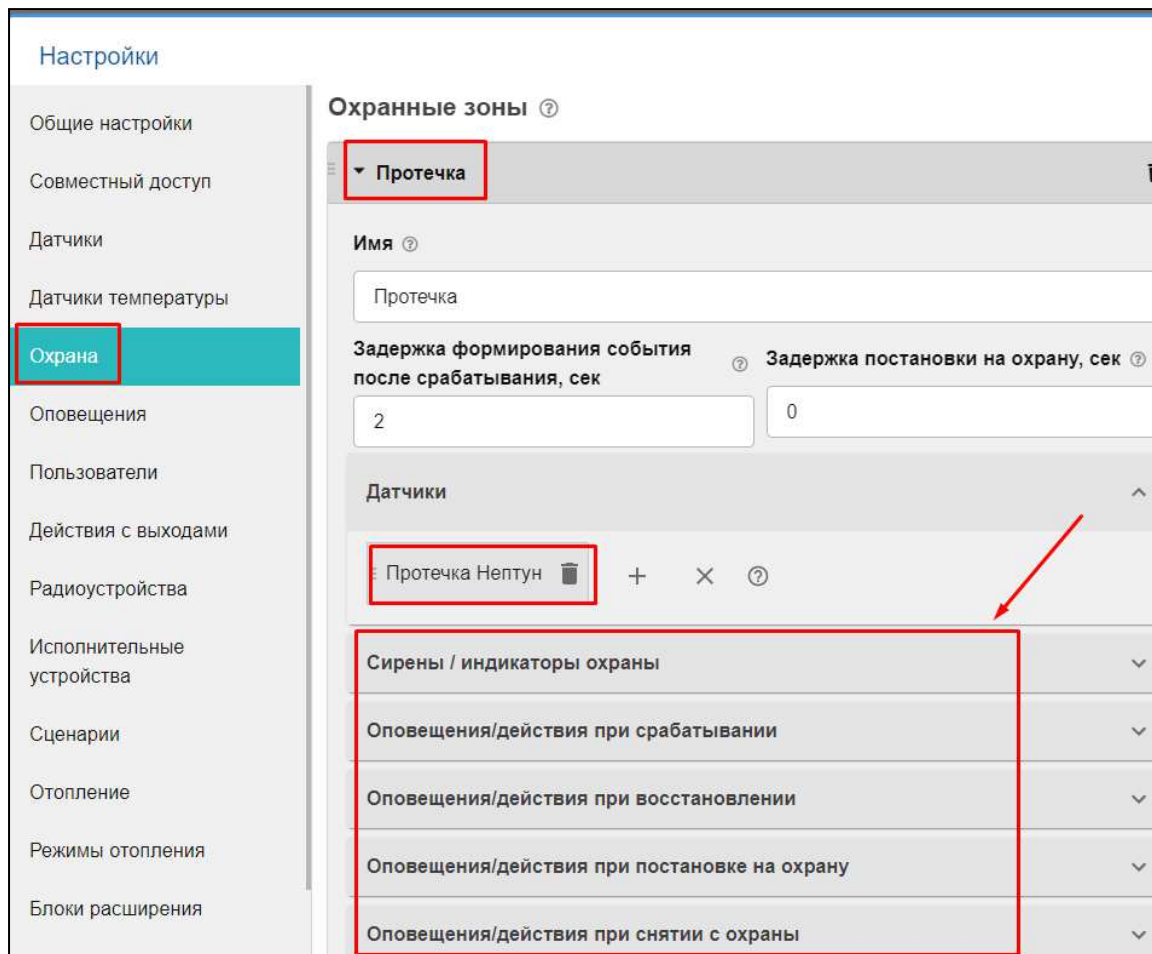 Настройки
Общие настройки
Совместный доступ
Датчики
Датчики температуры
Охрана
Оповещения
Пользователи
Действия с выходами
Радиоустройства
Исполнительные
устройства
Сценарии
Отопление
Режимы отопления
Блоки расширения
Охранные зоны
Протечка
Имя
Протечка
Задержка формирования события
после срабатывания, сек
Задержка постановки на охрану, сек
2
0
Датчики
Протечка Нептун
Сирены / индикаторы охраны
Оповещения/действия при срабатывании
Оповещения/действия при восстановлении
Оповещения/действия при постановке на охрану
Оповещения/действия при снятии с охраны